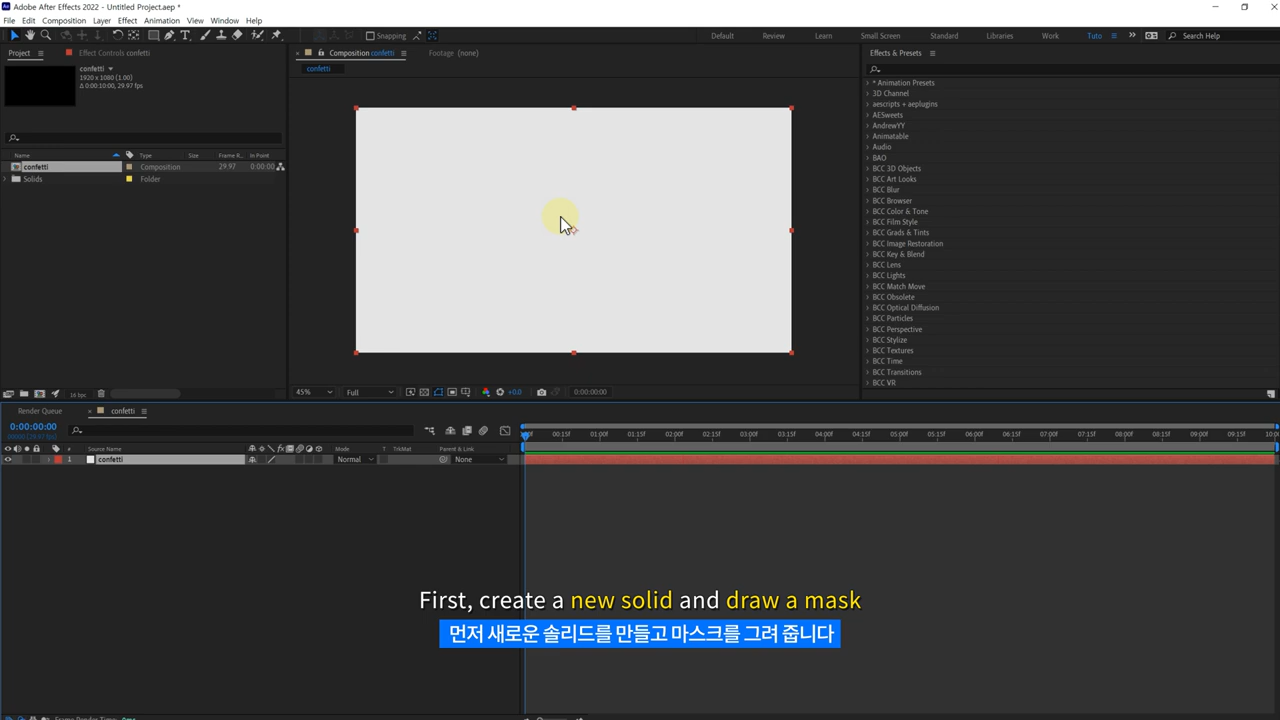 Adobe After Effects 2022 - Untitled Project.aep *
File Edit Composition Layer Effect Animation View Window Help
Snapping Default Review Learn Small Screen Standard Libraries Work Tuto Search Help
Project Effect Controls confetti
Composition confetti Footage (none)
Effects & Presets
confetti
confetti
1920 x 1080 (1.00)
Δ 0:00:10:00, 29.97 fps
Name Type Size Frame R... In Point
confetti Composition 29.97 0:00:00
Solids Folder
* Animation Presets
3D Channel
aescripts + aeplugins
AESweets
AndrewYY
Animatable
Audio
BAO
BCC 3D Objects
BCC Art Looks
BCC Blur
BCC Browser
BCC Color & Tone
BCC Film Style
BCC Grads & Tints
BCC Image Restoration
BCC Key & Blend
BCC Lens
BCC Lights
BCC Match Move
BCC Obsolete
BCC Optical Diffusion
BCC Particles
BCC Perspective
BCC Stylize
BCC Textures
BCC Time
BCC Transitions
BCC VR
16 bpc
45% Full +0.0 0:00:00:00
Render Queue confetti
0:00:00:00
00000 (29.97 fps)
00:15f 01:00f 01:15f 02:00f 02:15f 03:00f 03:15f 04:00f 04:15f 05:00f 05:15f 06:00f 06:15f 07:00f 07:15f 08:00f 08:15f 09:00f 09:15f
# Source Name Mode T TrkMat Parent & Link
1 confetti Normal None
First, create a new solid and draw a mask
먼저 새로운 솔리드를 만들고 마스크를 그려 줍니다
Frame Render Time: 0ms